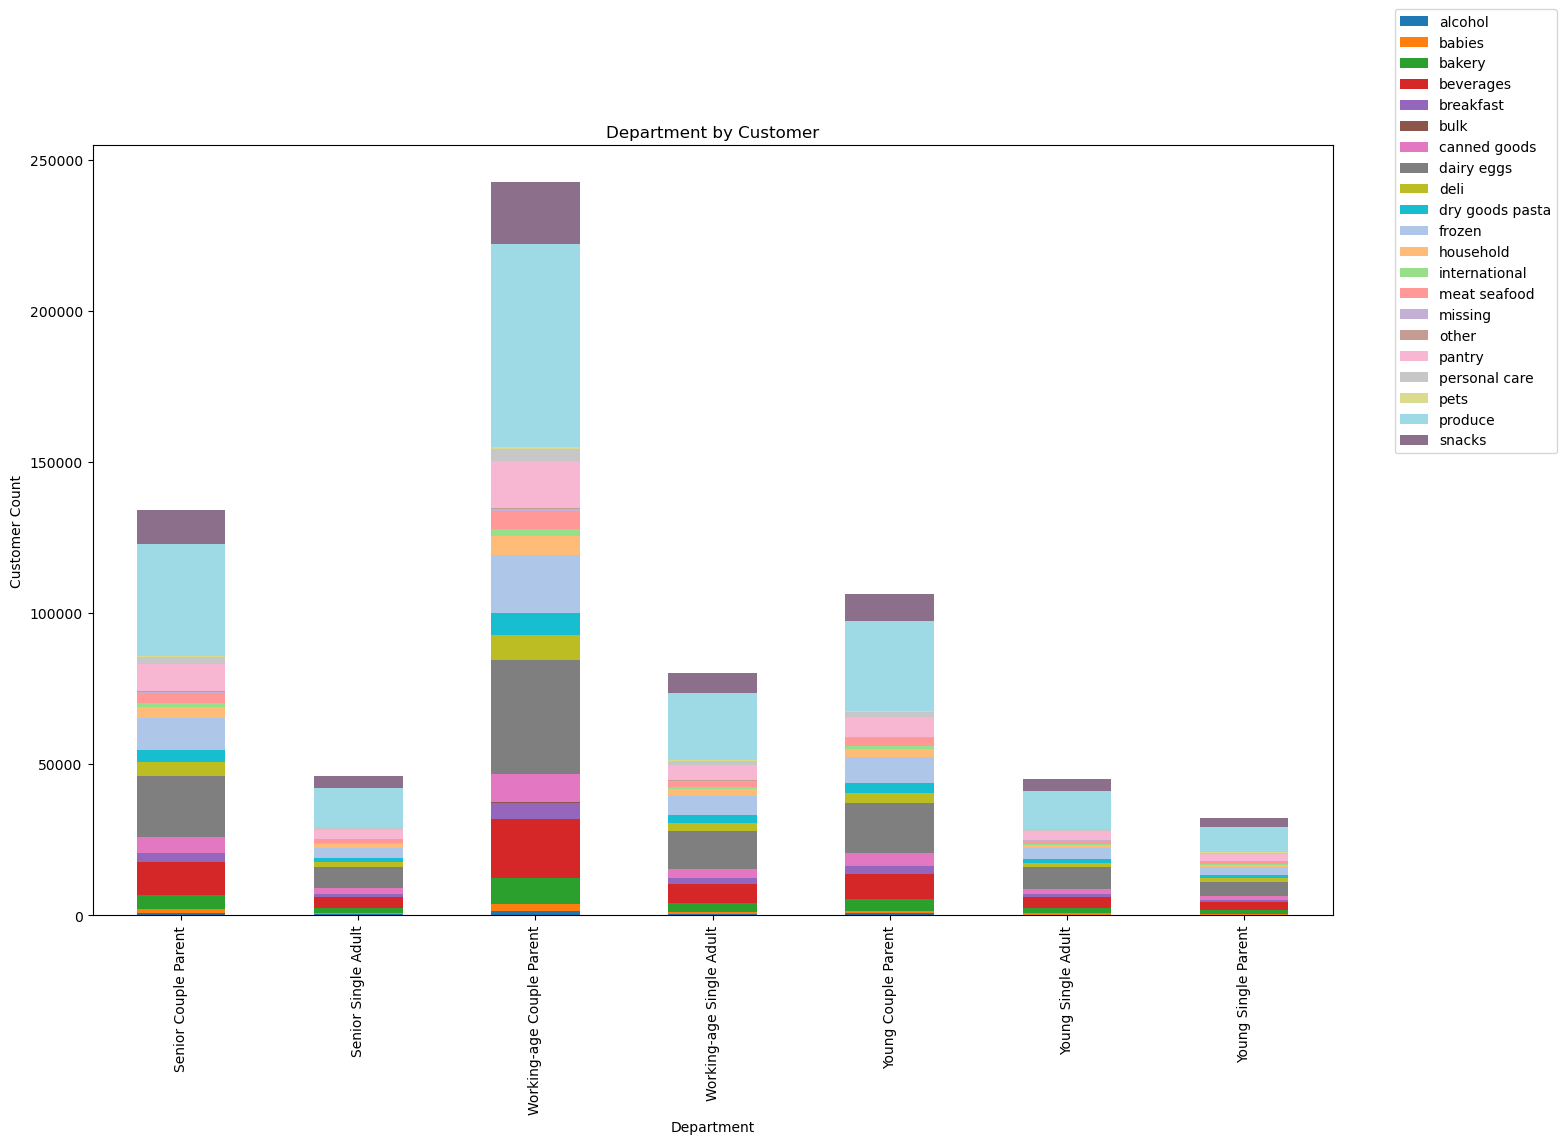 alcohol
babies
bakery
beverages
breakfast
bulk
canned goods
dairy eggs
deli
dry goods pasta
frozen
household
international
meat seafood
missing
other
pantry
personal care
pets
produce
snacks
Department by Customer
250000
200000
150000
100000
50000
0
Customer Count
Senior Couple Parent
Senior Single Adult
Working-age Couple Parent
Working-age Single Adult
Young Couple Parent
Young Single Adult
Young Single Parent
Department